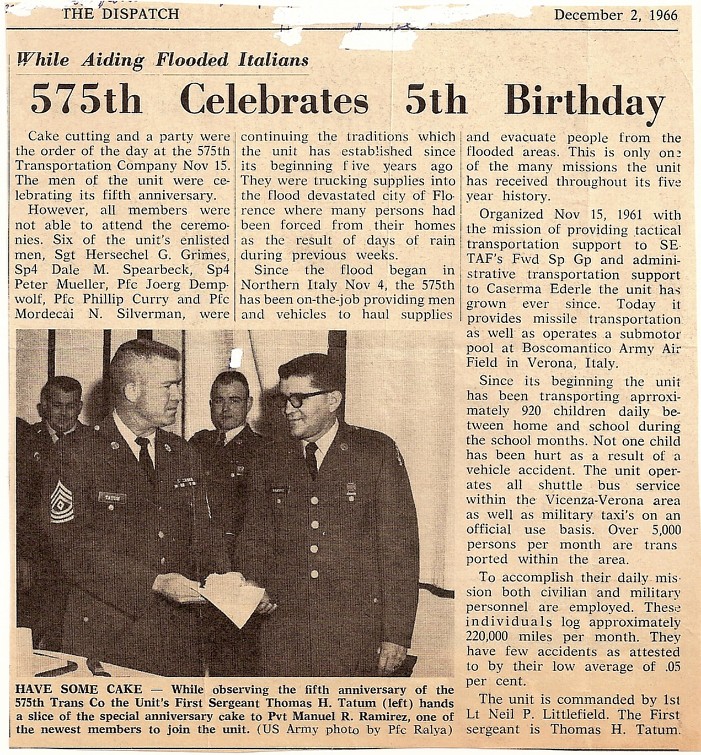 THE DISPATCH
December 2, 1966
While Aiding Flooded Italians
575th Celebrates 5th Birthday
Cake cutting and a party were
the order of the day at the 575th
Transportation Company Nov 15.
The men of the unit were ce-
lebrating its fifth anniversary.
However, all members were
not able to attend the ceremo-
nies. Six of the unit's enlisted
men, Sgt Herschel G. Grimes,
Sp4 Dale M. Spearbeck, Sp4
Peter Mueller, Pfc Joerg Demp-
wolf, Pfc Phillip Curry and Pfc
Mordecai N. Silverman, were
continuing the traditions which
the unit has established since
its beginning five years ago
They were trucking supplies into
the flood devastated city of Flo-
rence where many persons had
been forced from their homes
as the result of days of rain
during previous weeks.
Since the flood began in
Northern Italy Nov 4, the 575th
has been on-the-job providing men
and vehicles to haul supplies
and evacuate people from the
flooded areas. This is only one
of the many missions the unit
has received throughout its five
year history.
Organized Nov 15, 1961 with
the mission of providing tactical
transportation support to SE-
TAF's Fwd Sp Gp and admini-
strative transportation support
to Caserma Ederle the unit has
grown ever since. Today it
provides missile transportation
as well as operates a submotor
pool at Boscomantico Army Air
Field in Verona, Italy.
Since its beginning the unit
has been transporting aprroxi-
mately 920 children daily be-
tween home and school during
the school months. Not one child
has been hurt as a result of a
vehicle accident. The unit oper-
ates all shuttle bus service
within the Vicenza-Verona area
as well as military taxi's on an
official use basis. Over 5,000
persons per month are trans
ported within the area.
To accomplish their daily mis-
sion both civilian and military
personnel are employed. These
individuals log approximately
220,000 miles per month. They
have few accidents as attested
to by their low average of .05
per cent.
The unit is commanded by 1st
Lt Neil P. Littlefield. The First
sergeant is Thomas H. Tatum.
TATUM
HAVE SOME CAKE — While observing the fifth anniversary of the
575th Trans Co the Unit's First Sergeant Thomas H. Tatum (left) hands
a slice of the special anniversary cake to Pvt Manuel R. Ramirez, one of
the newest members to join the unit. (US Army photo by Pfc Ralya)